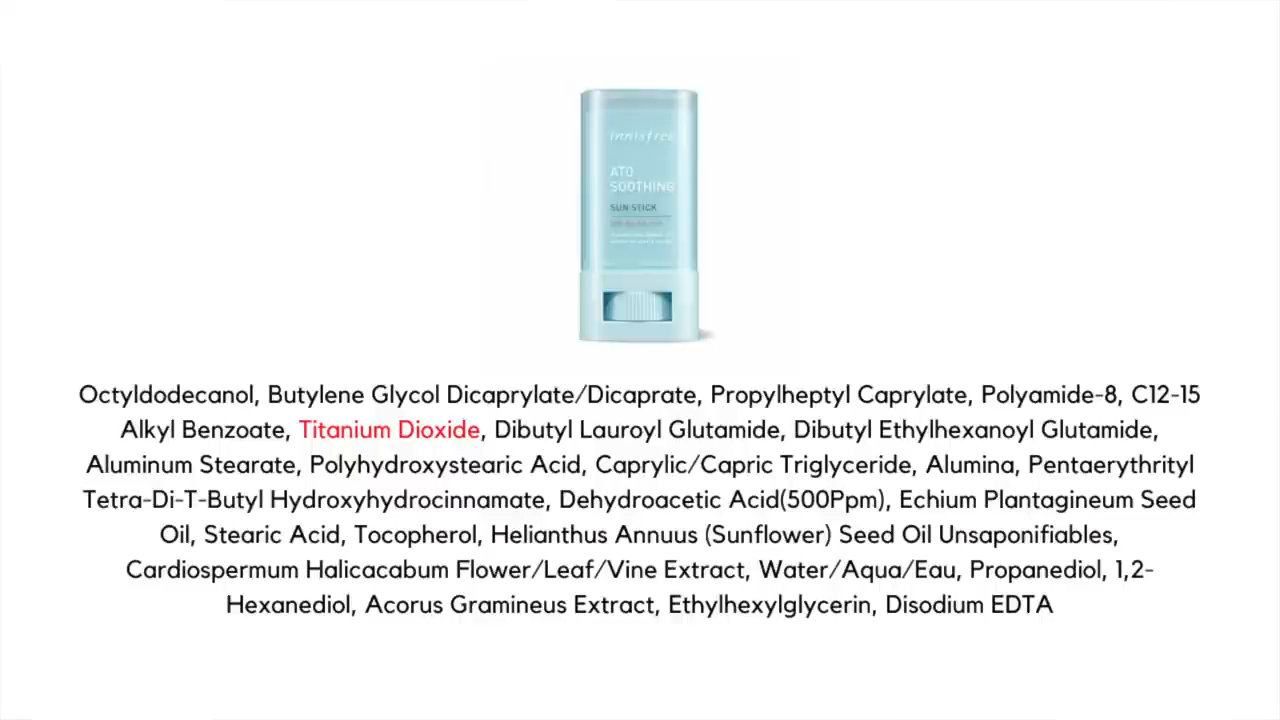 innisfree
ATO
SOOTHING
SUN STICK
Octyldodecanol, Butylene Glycol Dicaprylate/Dicaprate, Propylheptyl Caprylate, Polyamide-8, C12-15
Alkyl Benzoate, Titanium Dioxide, Dibutyl Lauroyl Glutamide, Dibutyl Ethylhexanoyl Glutamide,
Aluminum Stearate, Polyhydroxystearic Acid, Caprylic/Capric Triglyceride, Alumina, Pentaerythrityl
Tetra-Di-T-Butyl Hydroxyhydrocinnamate, Dehydroacetic Acid(500Ppm), Echium Plantagineum Seed
Oil, Stearic Acid, Tocopherol, Helianthus Annuus (Sunflower) Seed Oil Unsaponifiables,
Cardiospermum Halicacabum Flower/Leaf/Vine Extract, Water/Aqua/Eau, Propanediol, 1,2-
Hexanediol, Acorus Gramineus Extract, Ethylhexylglycerin, Disodium EDTA